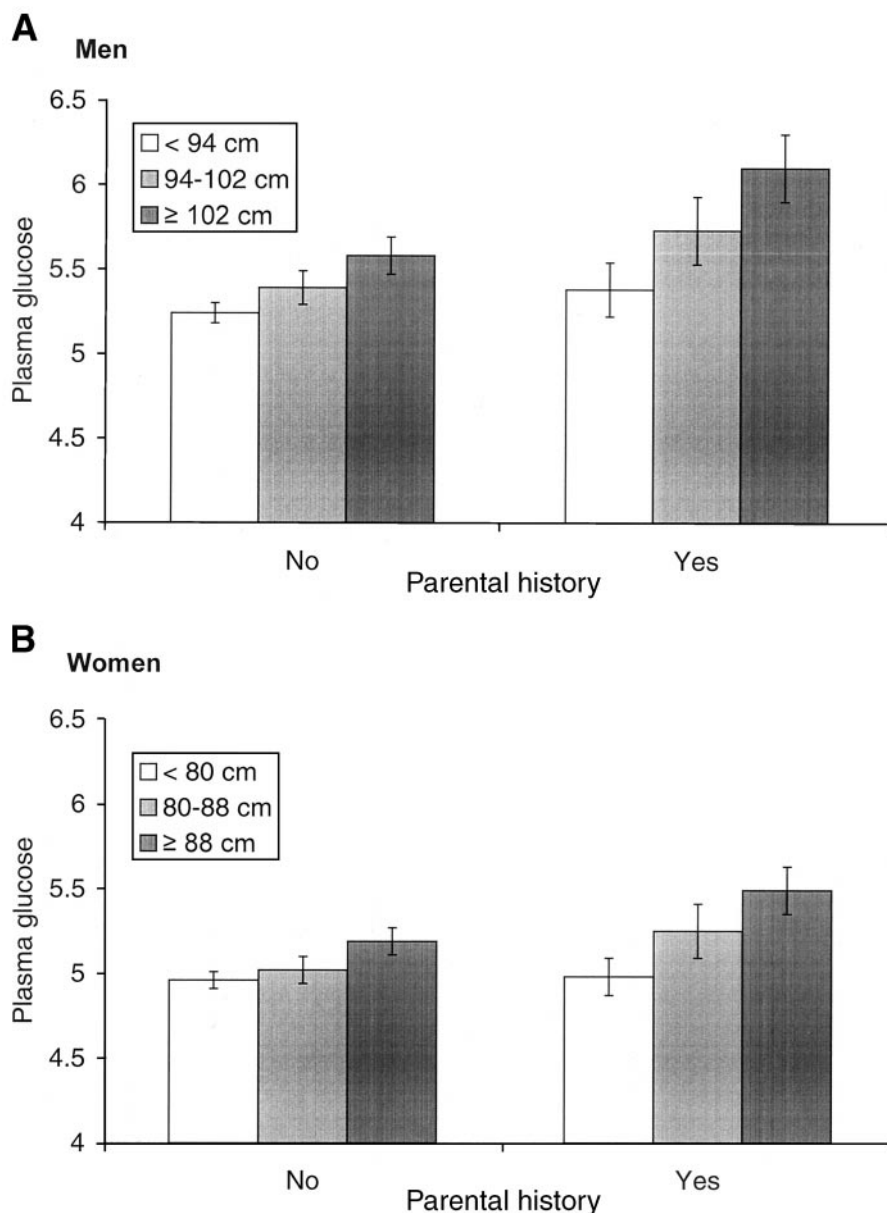 A
Men
6.5
6
5.5
5
4.5
4
Plasma glucose
< 94 cm
94-102 cm
≥ 102 cm
No
Yes
Parental history
B
Women
6.5
6
5.5
5
4.5
4
Plasma glucose
< 80 cm
80-88 cm
≥ 88 cm
No
Yes
Parental history